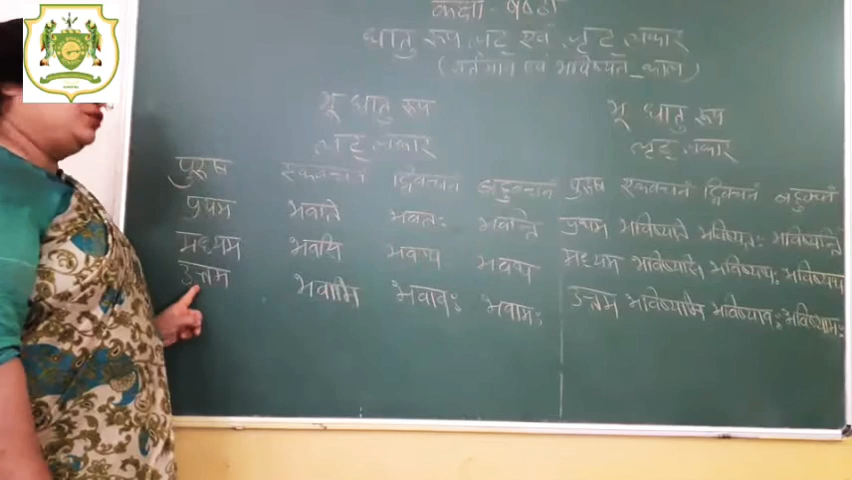 कक्षा - षष्ठी
धातु रूप लट् एवं लृट् लकार
(वर्तमान एवं भविष्यत् काल)
भू धातु रूप
लट् लकार
पुरुष एकवचनं द्विवचनं बहुवचनं
प्रथम भवति भवतः भवन्ति
मध्यम भवसि भवथ भवथ
उत्तम भवामि भवावः भवामः
भू धातु रूप
लृट् लकार
पुरुष एकवचनं द्विवचनं बहुवचनं
प्रथम भविष्यति भविष्यतः भविष्यन्ति
मध्यम भविष्यसि भविष्यथः भविष्यथ
उत्तम भविष्यामि भविष्यावः भविष्यामः